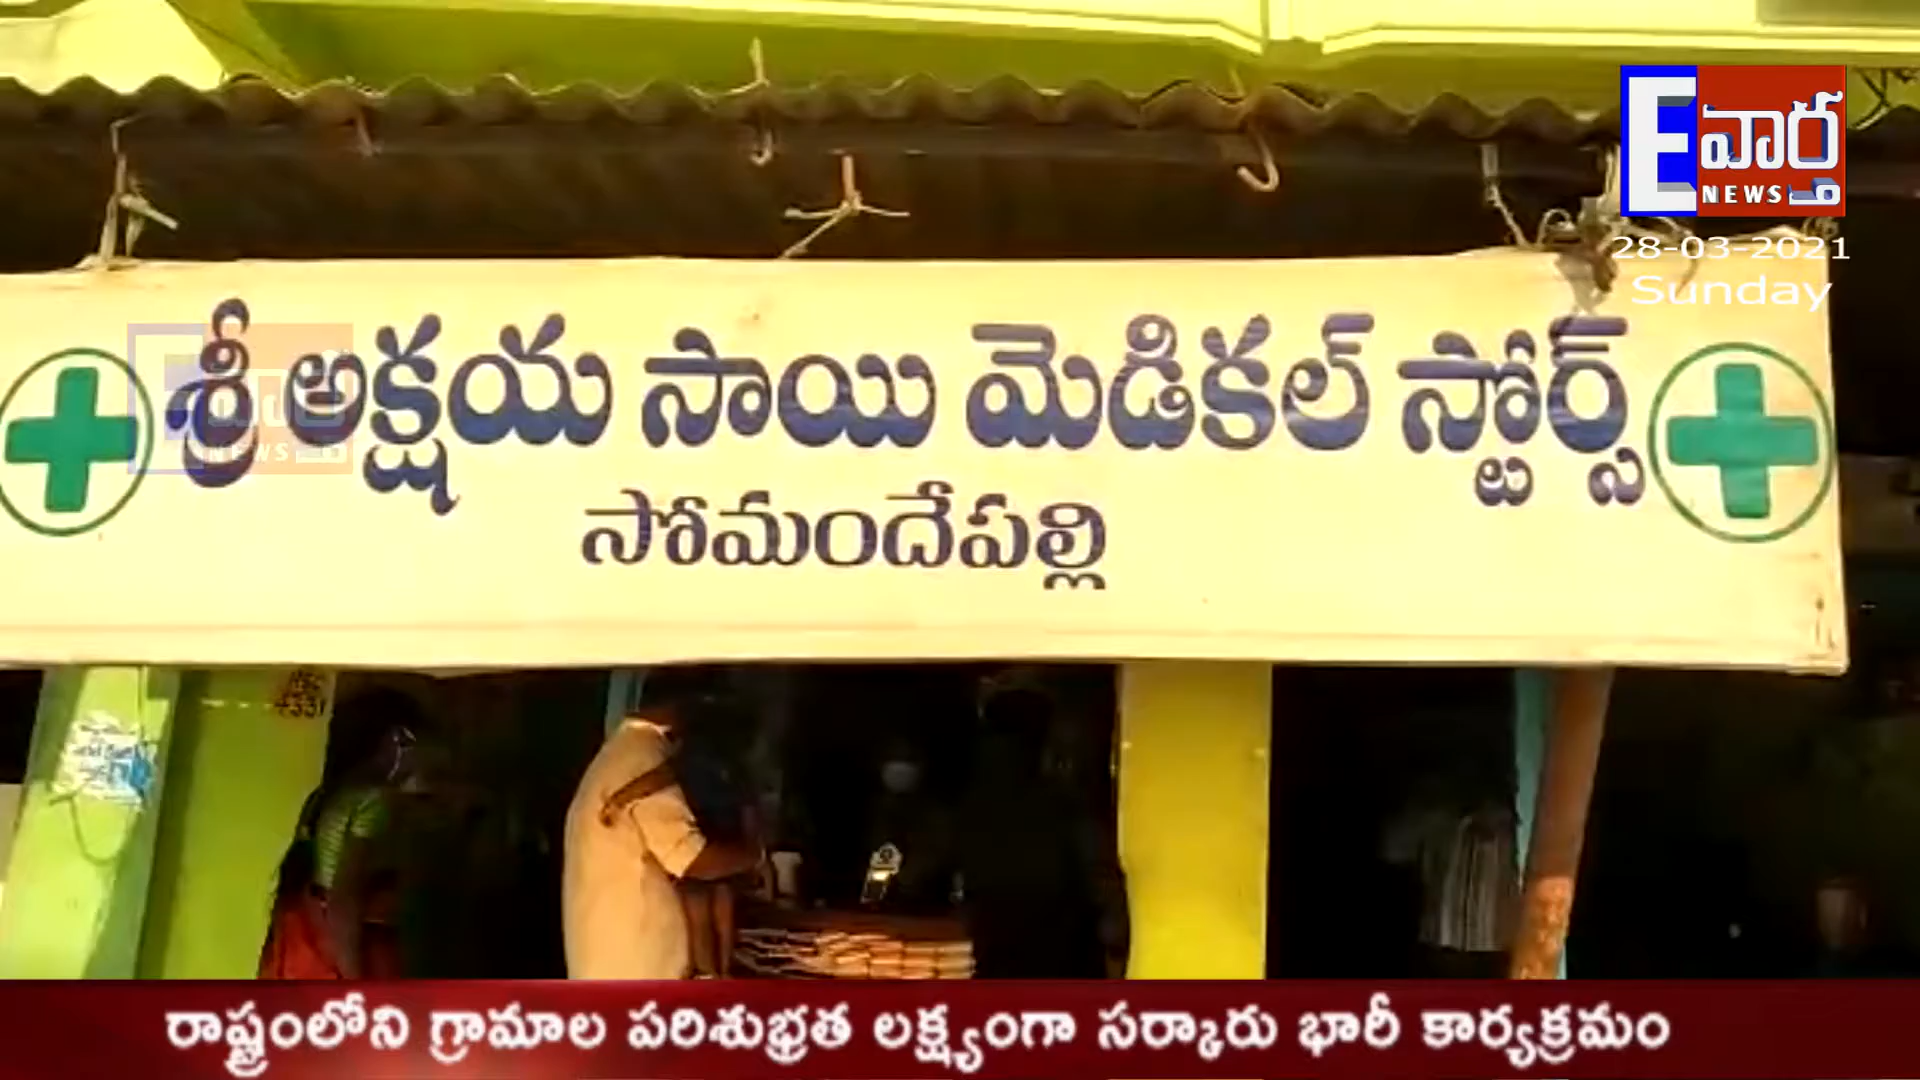 E వార్త
NEWS
28-03-2021
Sunday
శ్రీ అక్షయ సాయి మెడికల్ స్టోర్స్
సోమందేపల్లి
రాష్ట్రంలోని గ్రామాల పరిశుభ్రత లక్ష్యంగా సర్కారు భారీ కార్యక్రమం